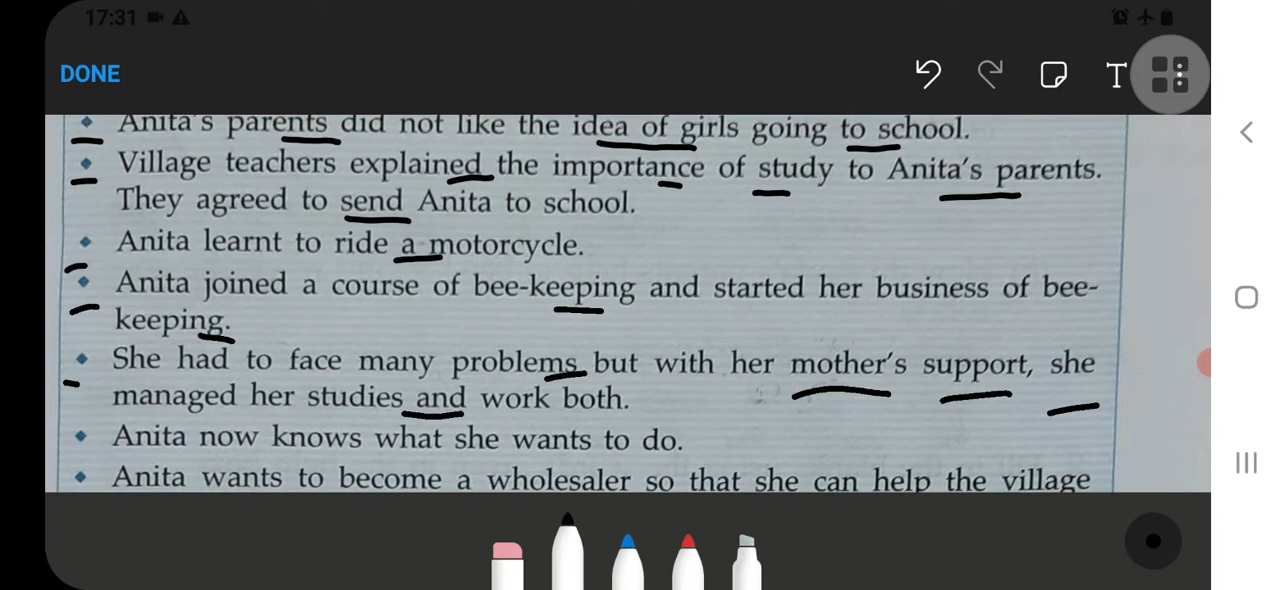 17:31
DONE
T
Anita's parents did not like the idea of girls going to school.
Village teachers explained the importance of study to Anita's parents.
They agreed to send Anita to school.
Anita learnt to ride a motorcycle.
Anita joined a course of bee-keeping and started her business of bee-
keeping.
She had to face many problems but with her mother's support, she
managed her studies and work both.
Anita now knows what she wants to do.
Anita wants to become a wholesaler so that she can help the village